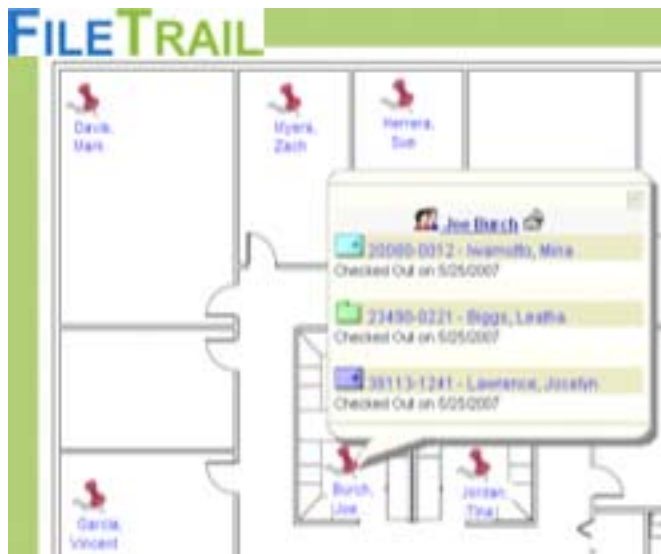 FILETRAIL
Davis,
Mark
Myers,
Zach
Herrera,
Sue
Joe Burch
20080-0012 - Iwamotto, Mina
Checked Out on 5/25/2007
23490-0221 - Biggs, Leatha
Checked Out on 5/25/2007
39113-1241 - Lawrence, Jocelyn
Checked Out on 5/25/2007
Burch,
Joe
Jordan,
Tina
Garcia,
Vincent